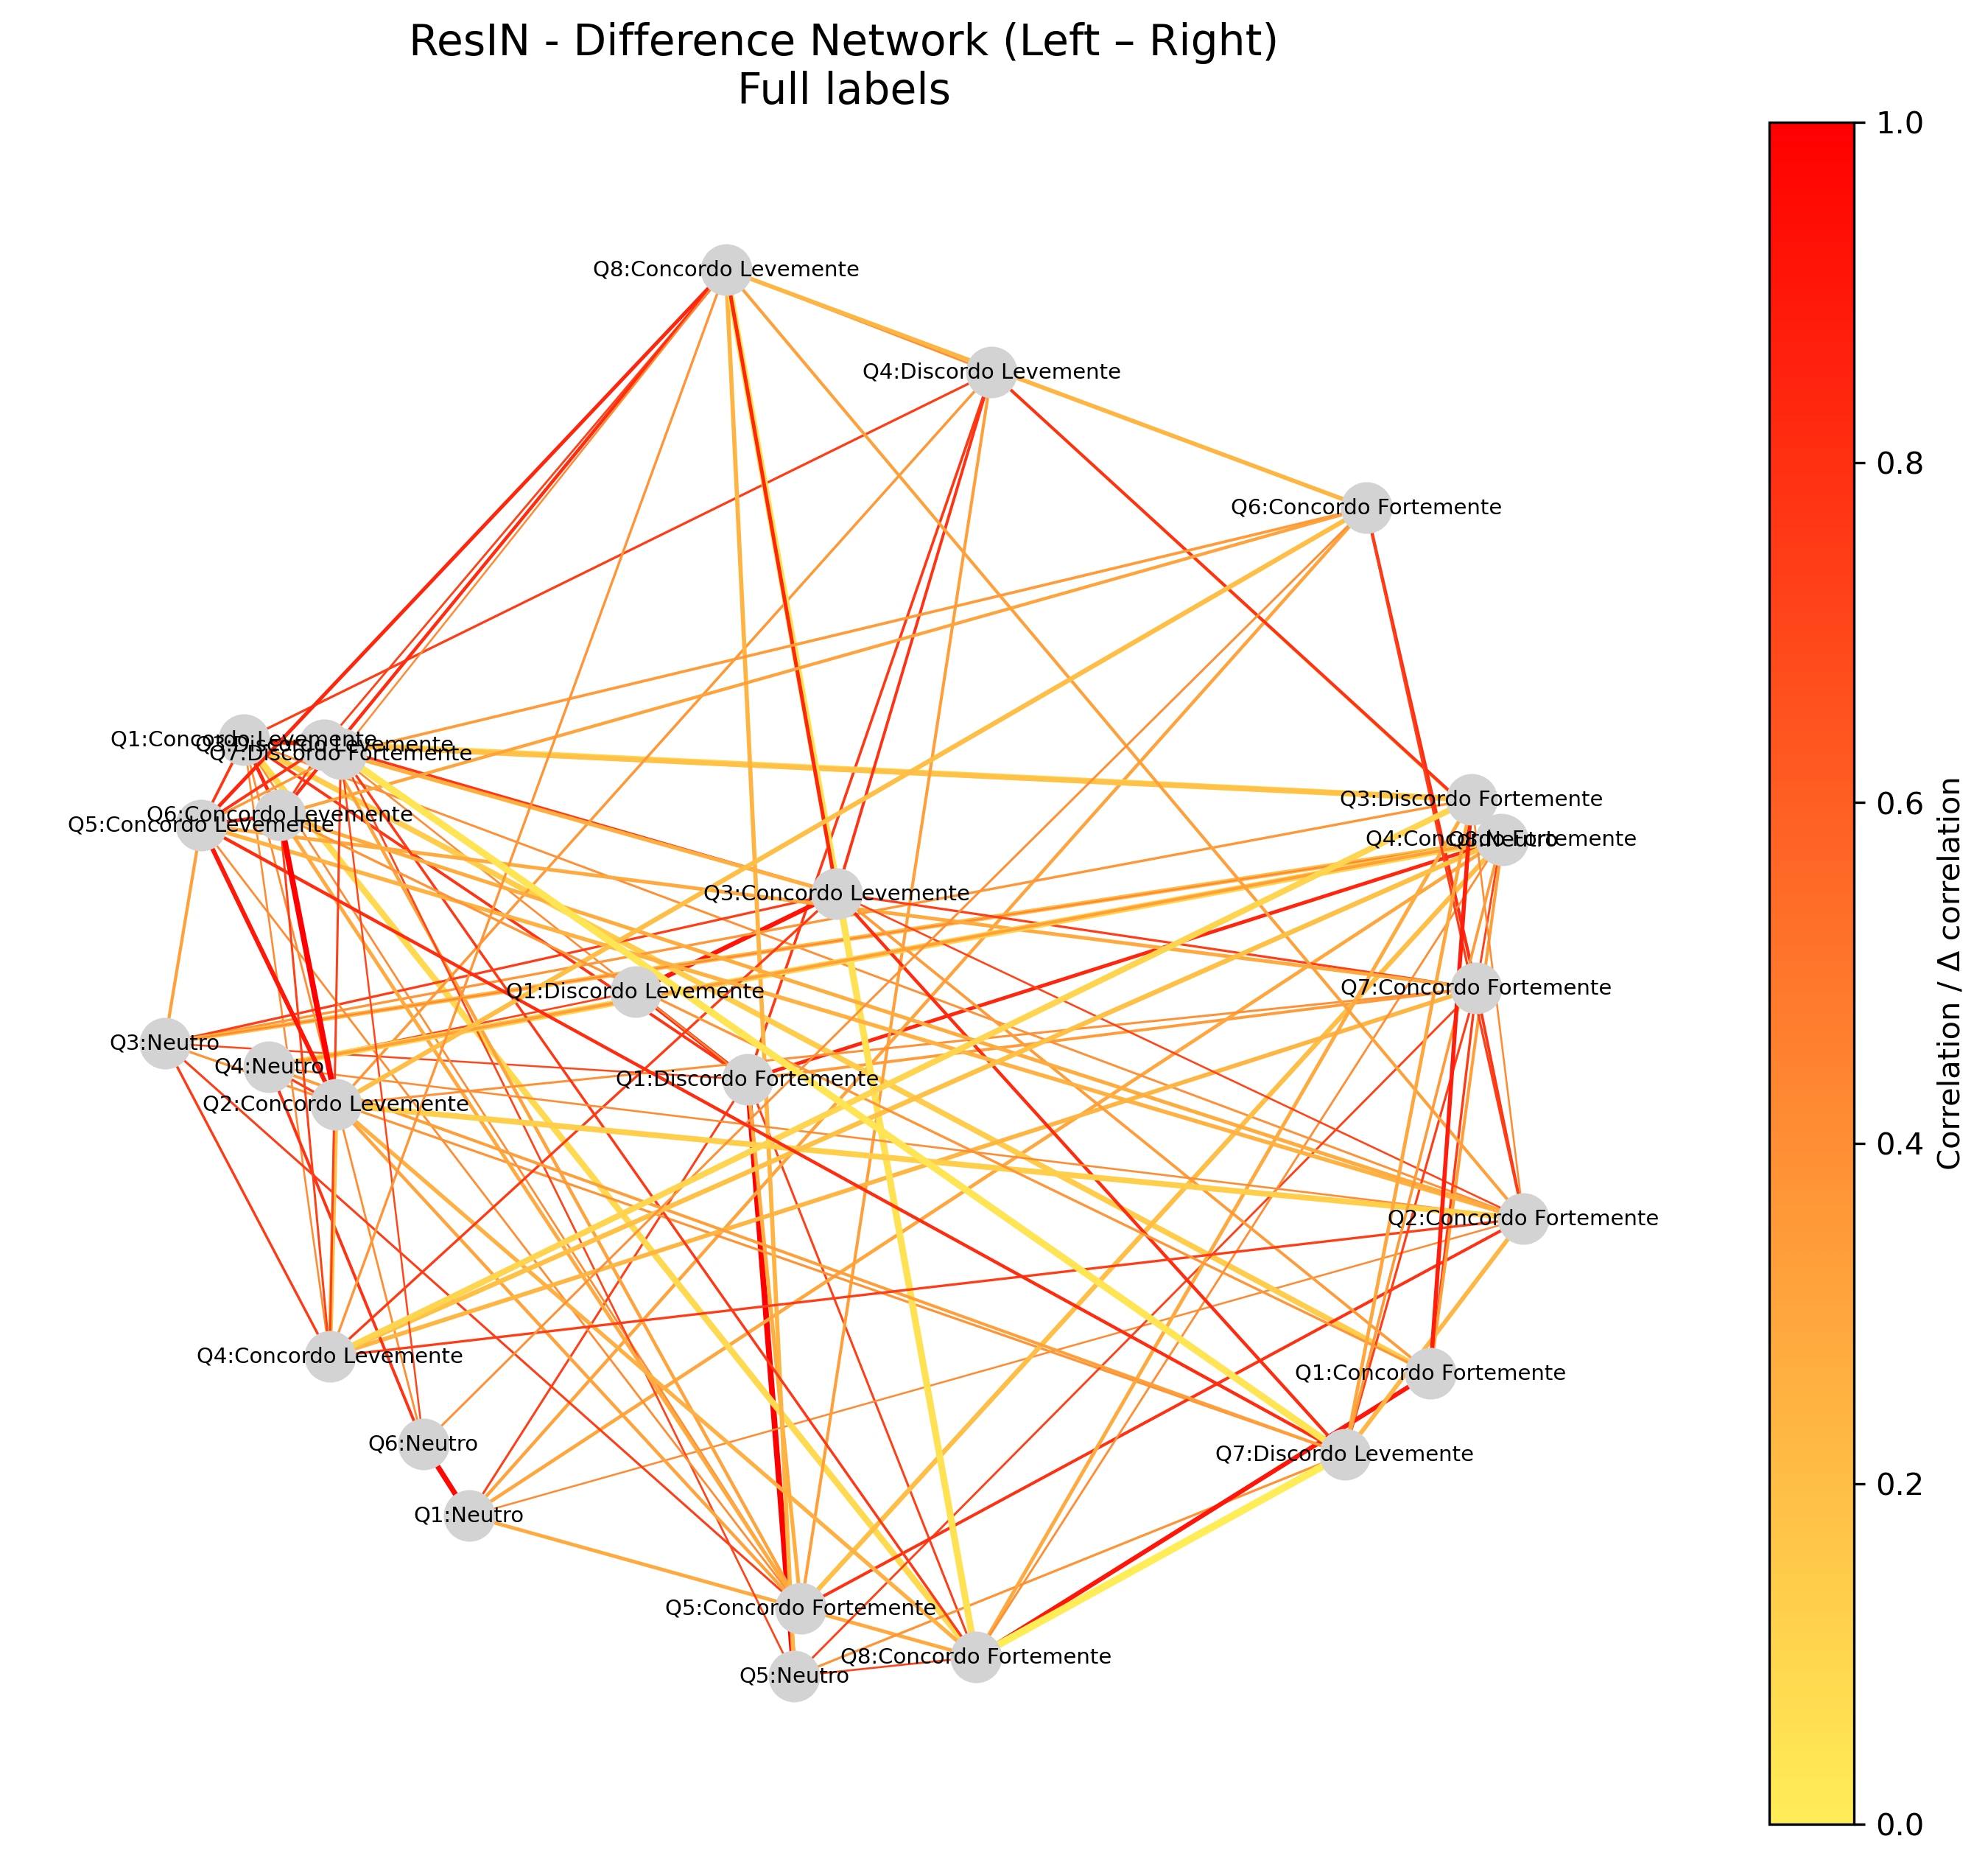 ResIN - Difference Network (Left – Right)
Full labels
Q8:Concordo Levemente
Q4:Discordo Levemente
Q6:Concordo Fortemente
Q1:Concordo Levemente
Q3:Discordo Levemente
Q7:Discordo Fortemente
Q6:Concordo Levemente
Q5:Concordo Levemente
Q3:Discordo Fortemente
Q4:Concordo Fortemente
Q8:Neutro
Q3:Concordo Levemente
Q1:Discordo Levemente
Q7:Concordo Fortemente
Q3:Neutro
Q4:Neutro
Q1:Discordo Fortemente
Q2:Concordo Levemente
Q2:Concordo Fortemente
Q4:Concordo Levemente
Q1:Concordo Fortemente
Q6:Neutro
Q7:Discordo Levemente
Q1:Neutro
Q5:Concordo Fortemente
Q8:Concordo Fortemente
Q5:Neutro
1.0
0.8
0.6
0.4
0.2
0.0
Correlation / Δ correlation